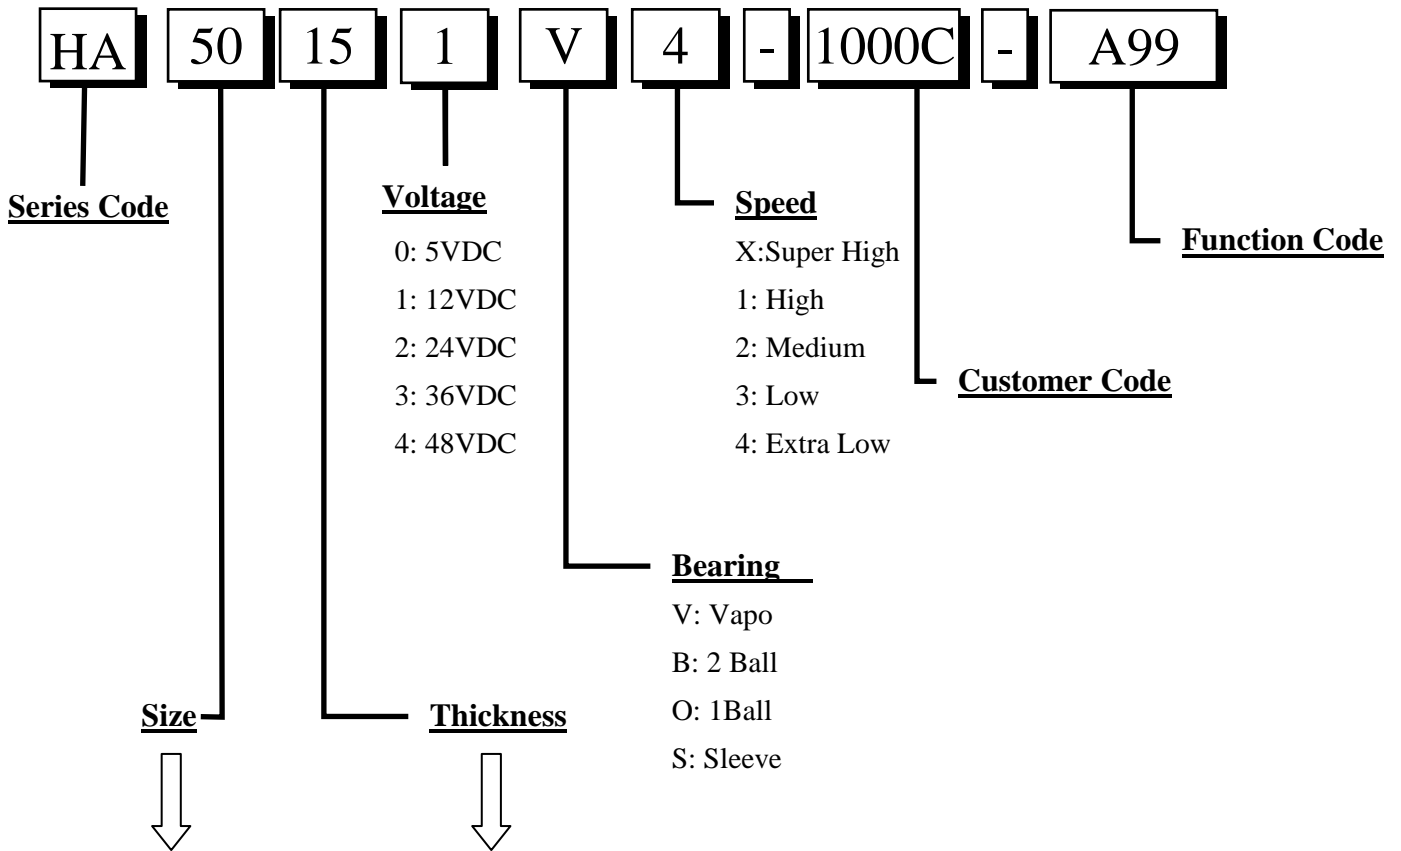 HA 50 15 1 V 4 - 1000C - A99
Series Code
Voltage
0: 5VDC
1: 12VDC
2: 24VDC
3: 36VDC
4: 48VDC
Speed
X:Super High
1: High
2: Medium
3: Low
4: Extra Low
Function Code
Customer Code
Bearing
V: Vapo
B: 2 Ball
O: 1Ball
S: Sleeve
Size
Thickness